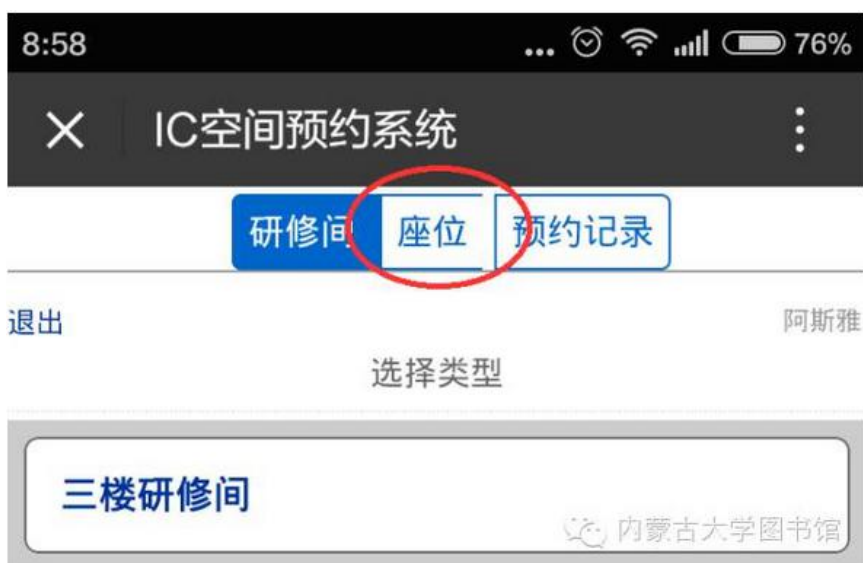 8:58 ... 76%
IC空间预约系统
研修间 座位 预约记录
退出 阿斯雅
选择类型
三楼研修间
内蒙古大学图书馆